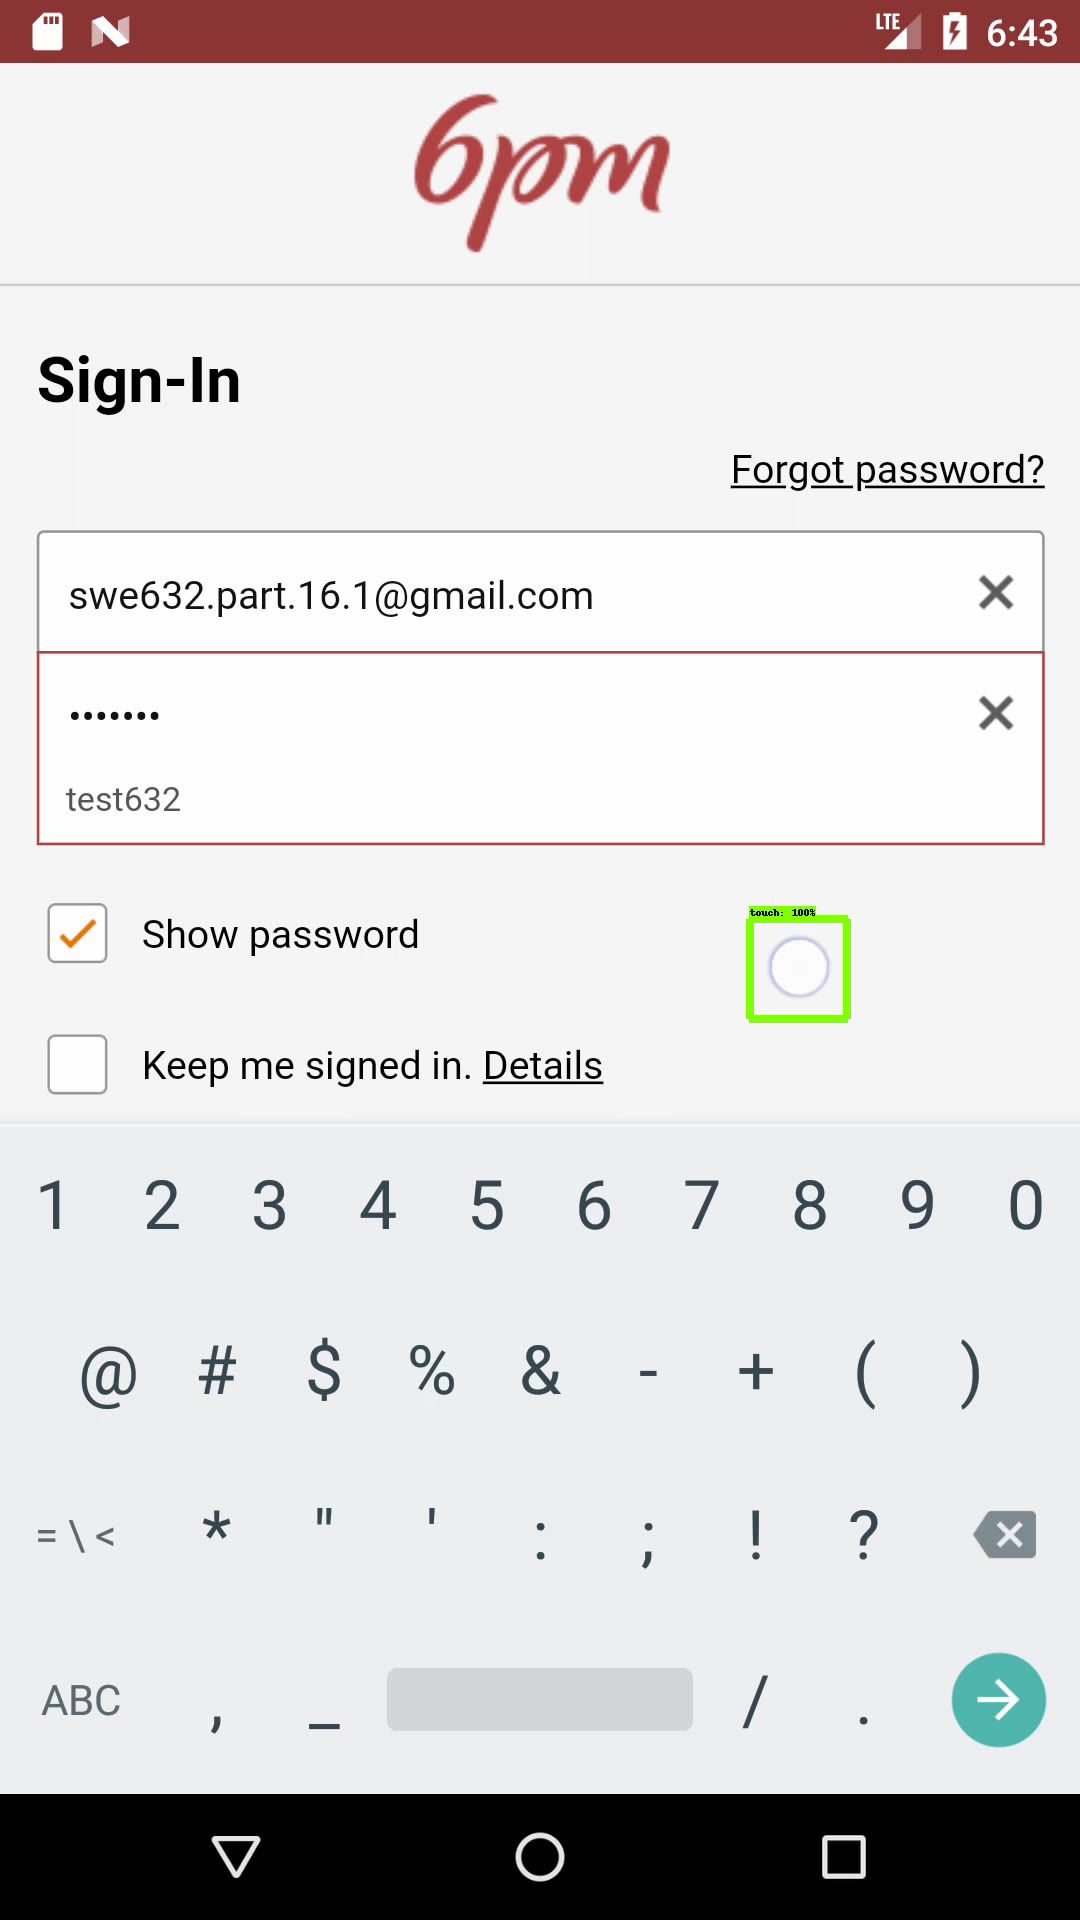 LTE 6:43
6pm
Sign-In
Forgot password?
swe632.part.16.1@gmail.com
•••••••
test632
touch: 100%
Show password
Keep me signed in. Details
1 2 3 4 5 6 7 8 9 0
@ # $ % & - + ( )
= \ < * " ' : ; ! ?
ABC , _ / .